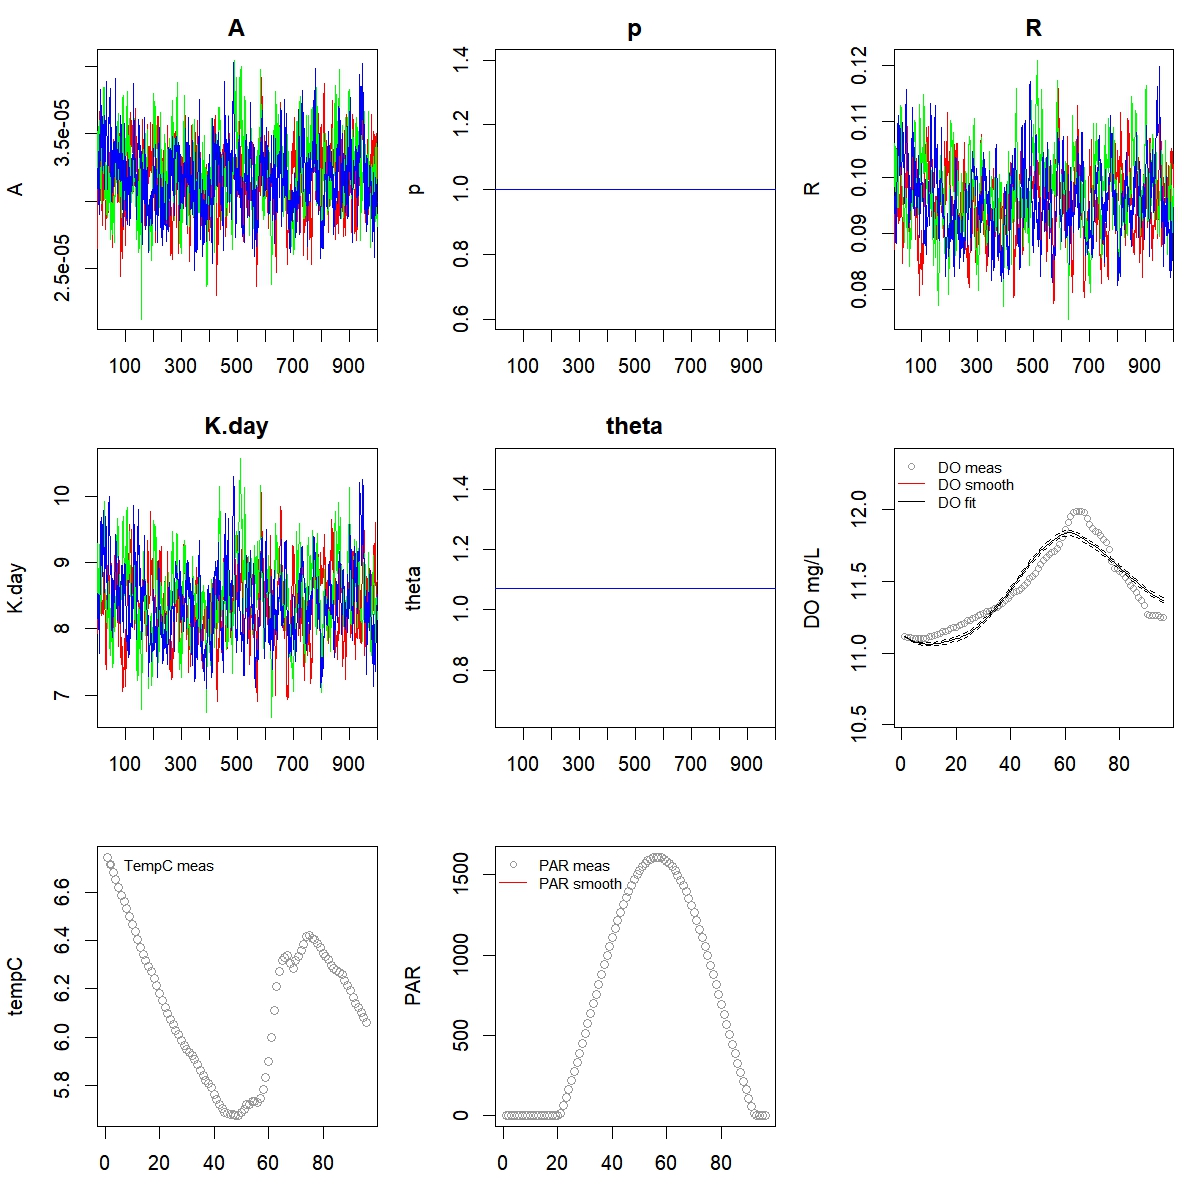 A
A
3.5e-05
2.5e-05
100 300 500 700 900
p
p
1.4
1.2
1.0
0.8
0.6
100 300 500 700 900
R
R
0.12
0.11
0.10
0.09
0.08
100 300 500 700 900
K.day
K.day
10
9
8
7
100 300 500 700 900
theta
theta
1.4
1.2
1.0
0.8
100 300 500 700 900
DO mg/L
12.0
11.5
11.0
10.5
DO meas
DO smooth
DO fit
0 20 40 60 80
tempC
6.6
6.4
6.2
6.0
5.8
TempC meas
0 20 40 60 80
PAR
1500
1000
500
0
PAR meas
PAR smooth
0 20 40 60 80